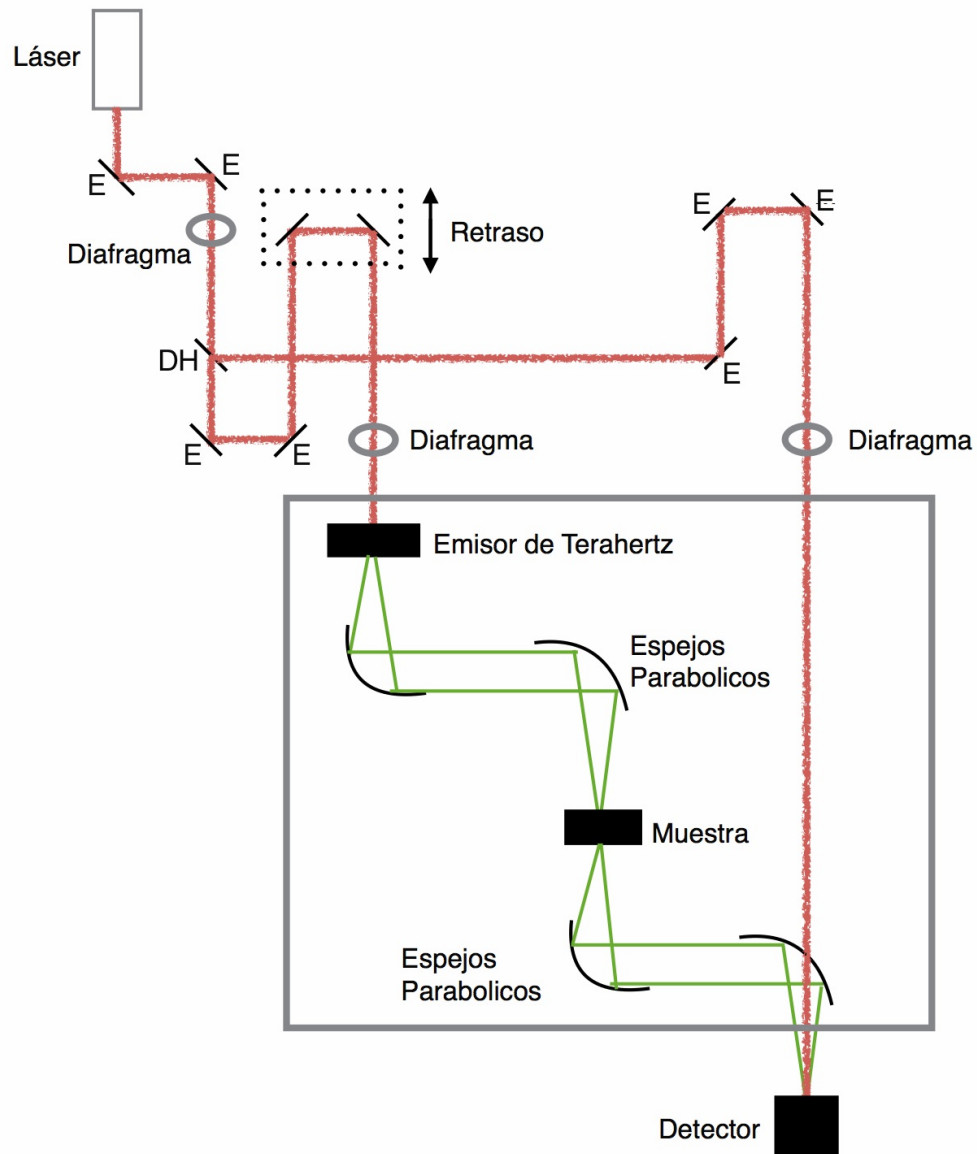 Láser
E
E
Diafragma
Retraso
E
E
DH
E
E
E
Diafragma
Diafragma
Emisor de Terahertz
Espejos
Parabolicos
Muestra
Espejos
Parabolicos
Detector